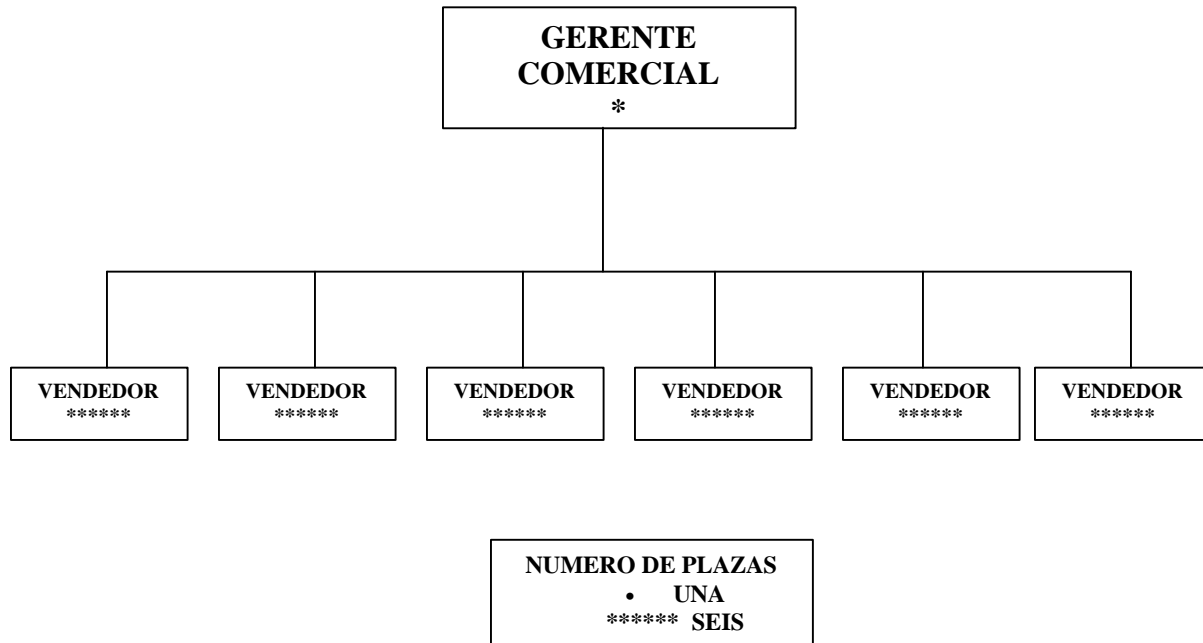 GERENTE
COMERCIAL
*
VENDEDOR
******
VENDEDOR
******
VENDEDOR
******
VENDEDOR
******
VENDEDOR
******
VENDEDOR
******
NUMERO DE PLAZAS
• UNA
****** SEIS